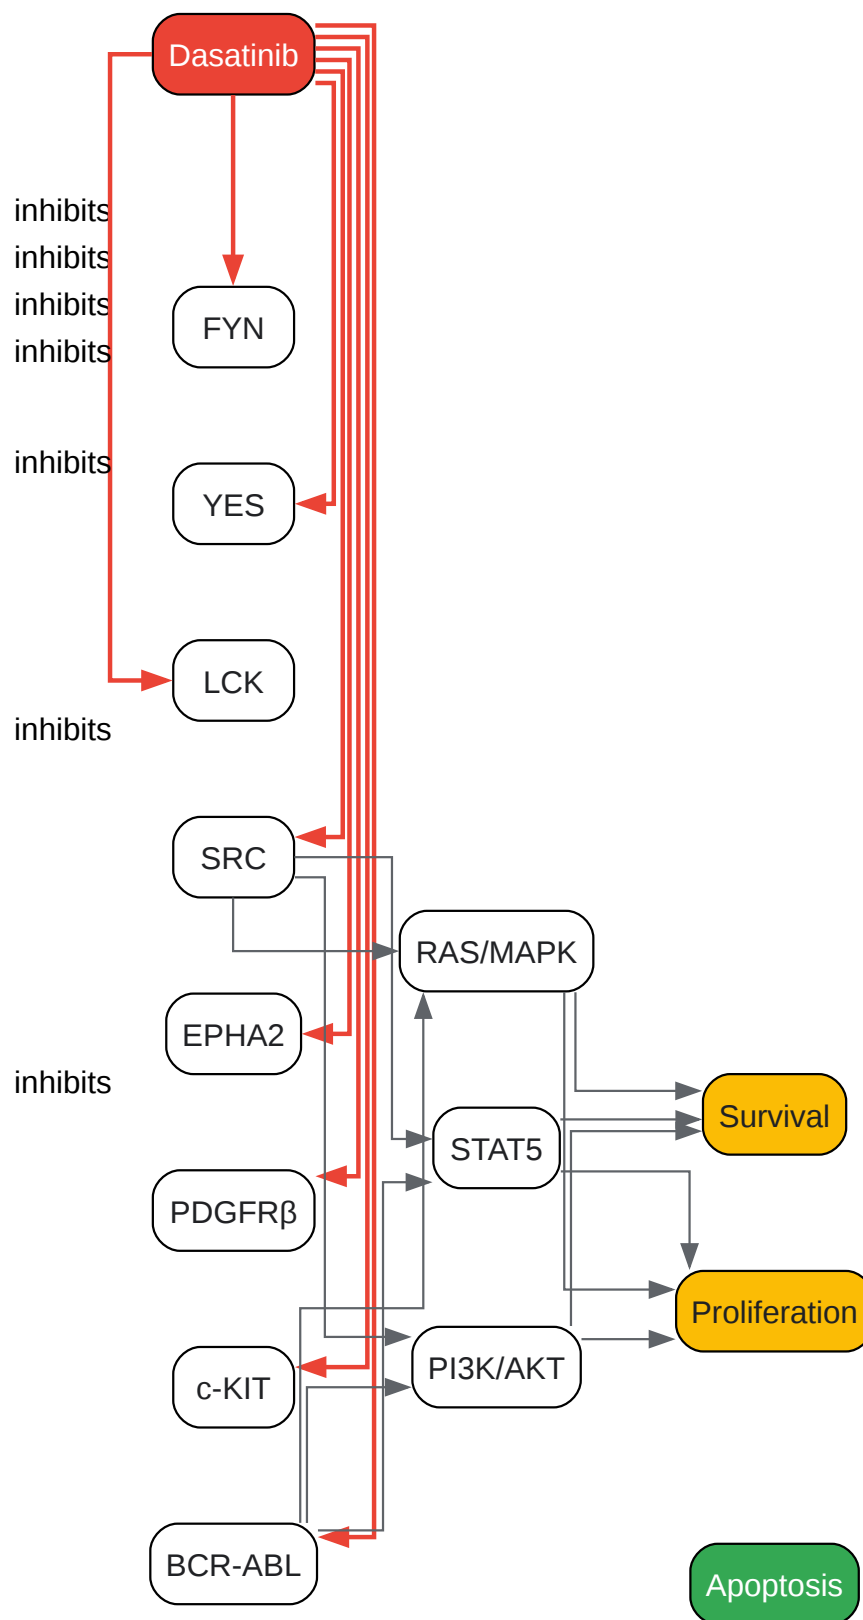 Dasatinib
inhibits
inhibits
inhibits
FYN
inhibits
inhibits
YES
LCK
inhibits
SRC
RAS/MAPK
EPHA2
inhibits
Survival
STAT5
PDGFRβ
Proliferation
PI3K/AKT
c-KIT
BCR-ABL
Apoptosis